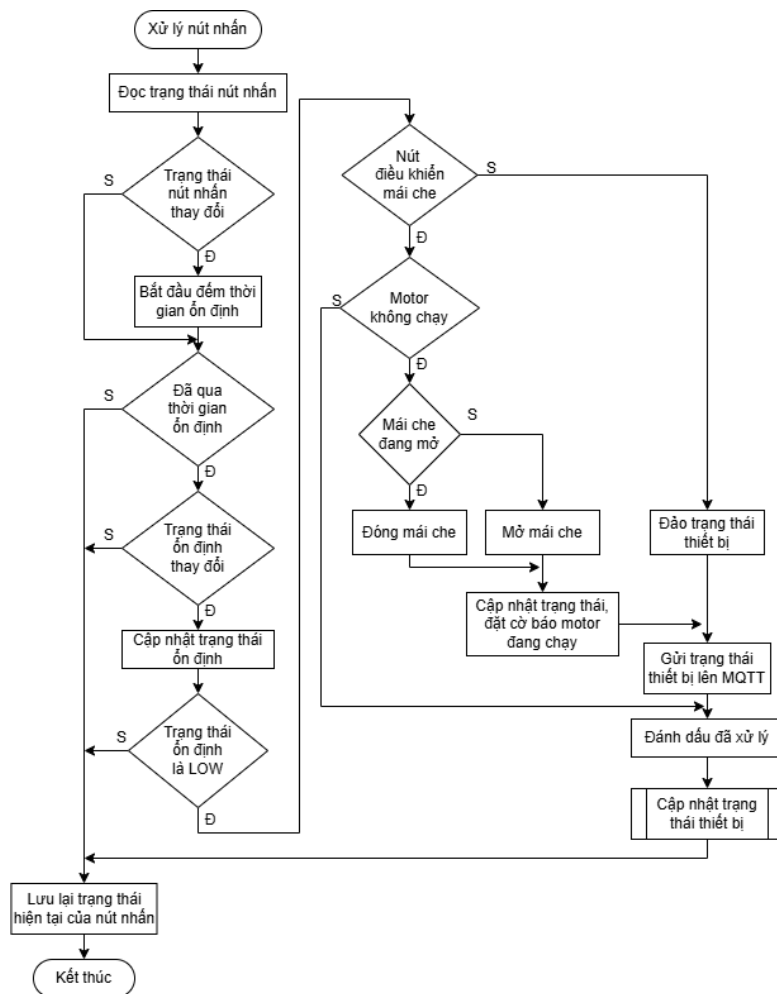 Xử lý nút nhấn
Đọc trạng thái nút nhấn
Trạng thái
nút nhấn
thay đổi
S
Đ
Bắt đầu đếm thời
gian ổn định
Đã qua
thời gian
ổn định
S
Đ
Trạng thái
ổn định
thay đổi
S
Đ
Cập nhật trạng thái
ổn định
Trạng thái
ổn định
là LOW
S
Đ
Nút
điều khiển
mái che
S
Đ
Motor
không chạy
S
Đ
Mái che
đang mở
S
Đ
Đóng mái che
Mở mái che
Đảo trạng thái
thiết bị
Cập nhật trạng thái,
đặt cờ báo motor
đang chạy
Gửi trạng thái
thiết bị lên MQTT
Đánh dấu đã xử lý
Cập nhật trạng
thái thiết bị
Lưu lại trạng thái
hiện tại của nút nhấn
Kết thúc